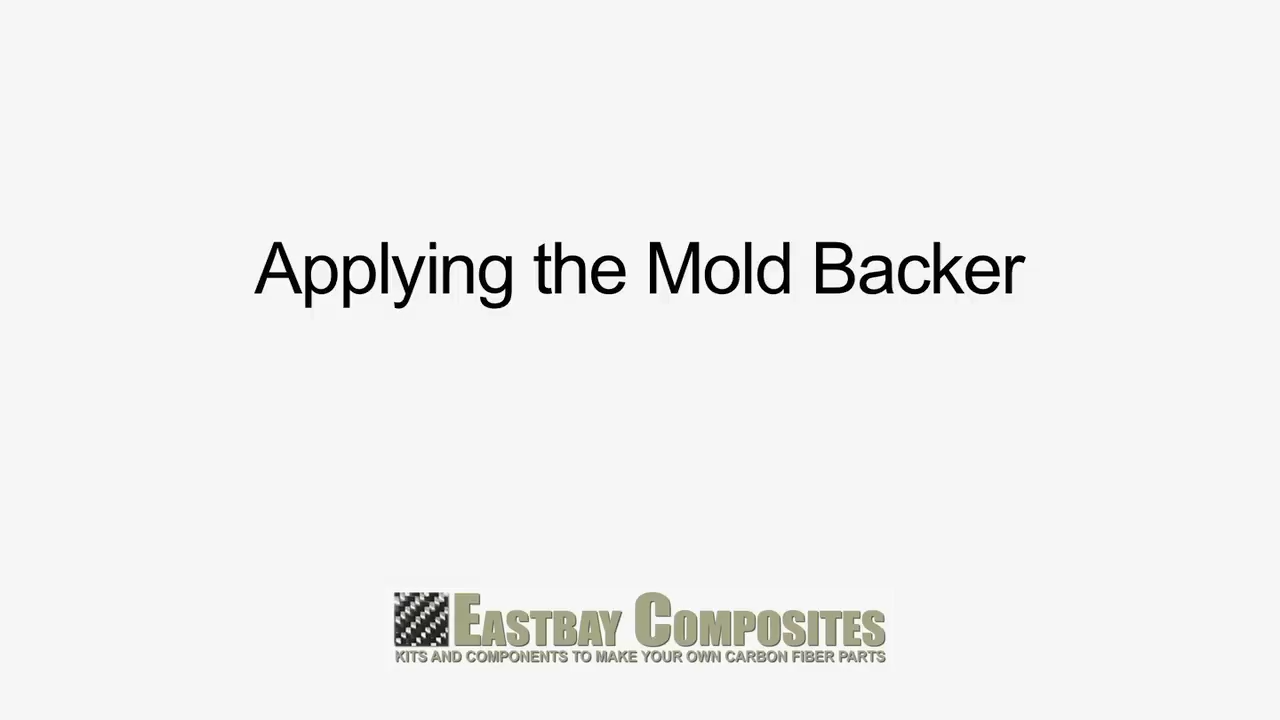 Applying the Mold Backer
EASTBAY COMPOSITES
KITS AND COMPONENTS TO MAKE YOUR OWN CARBON FIBER PARTS